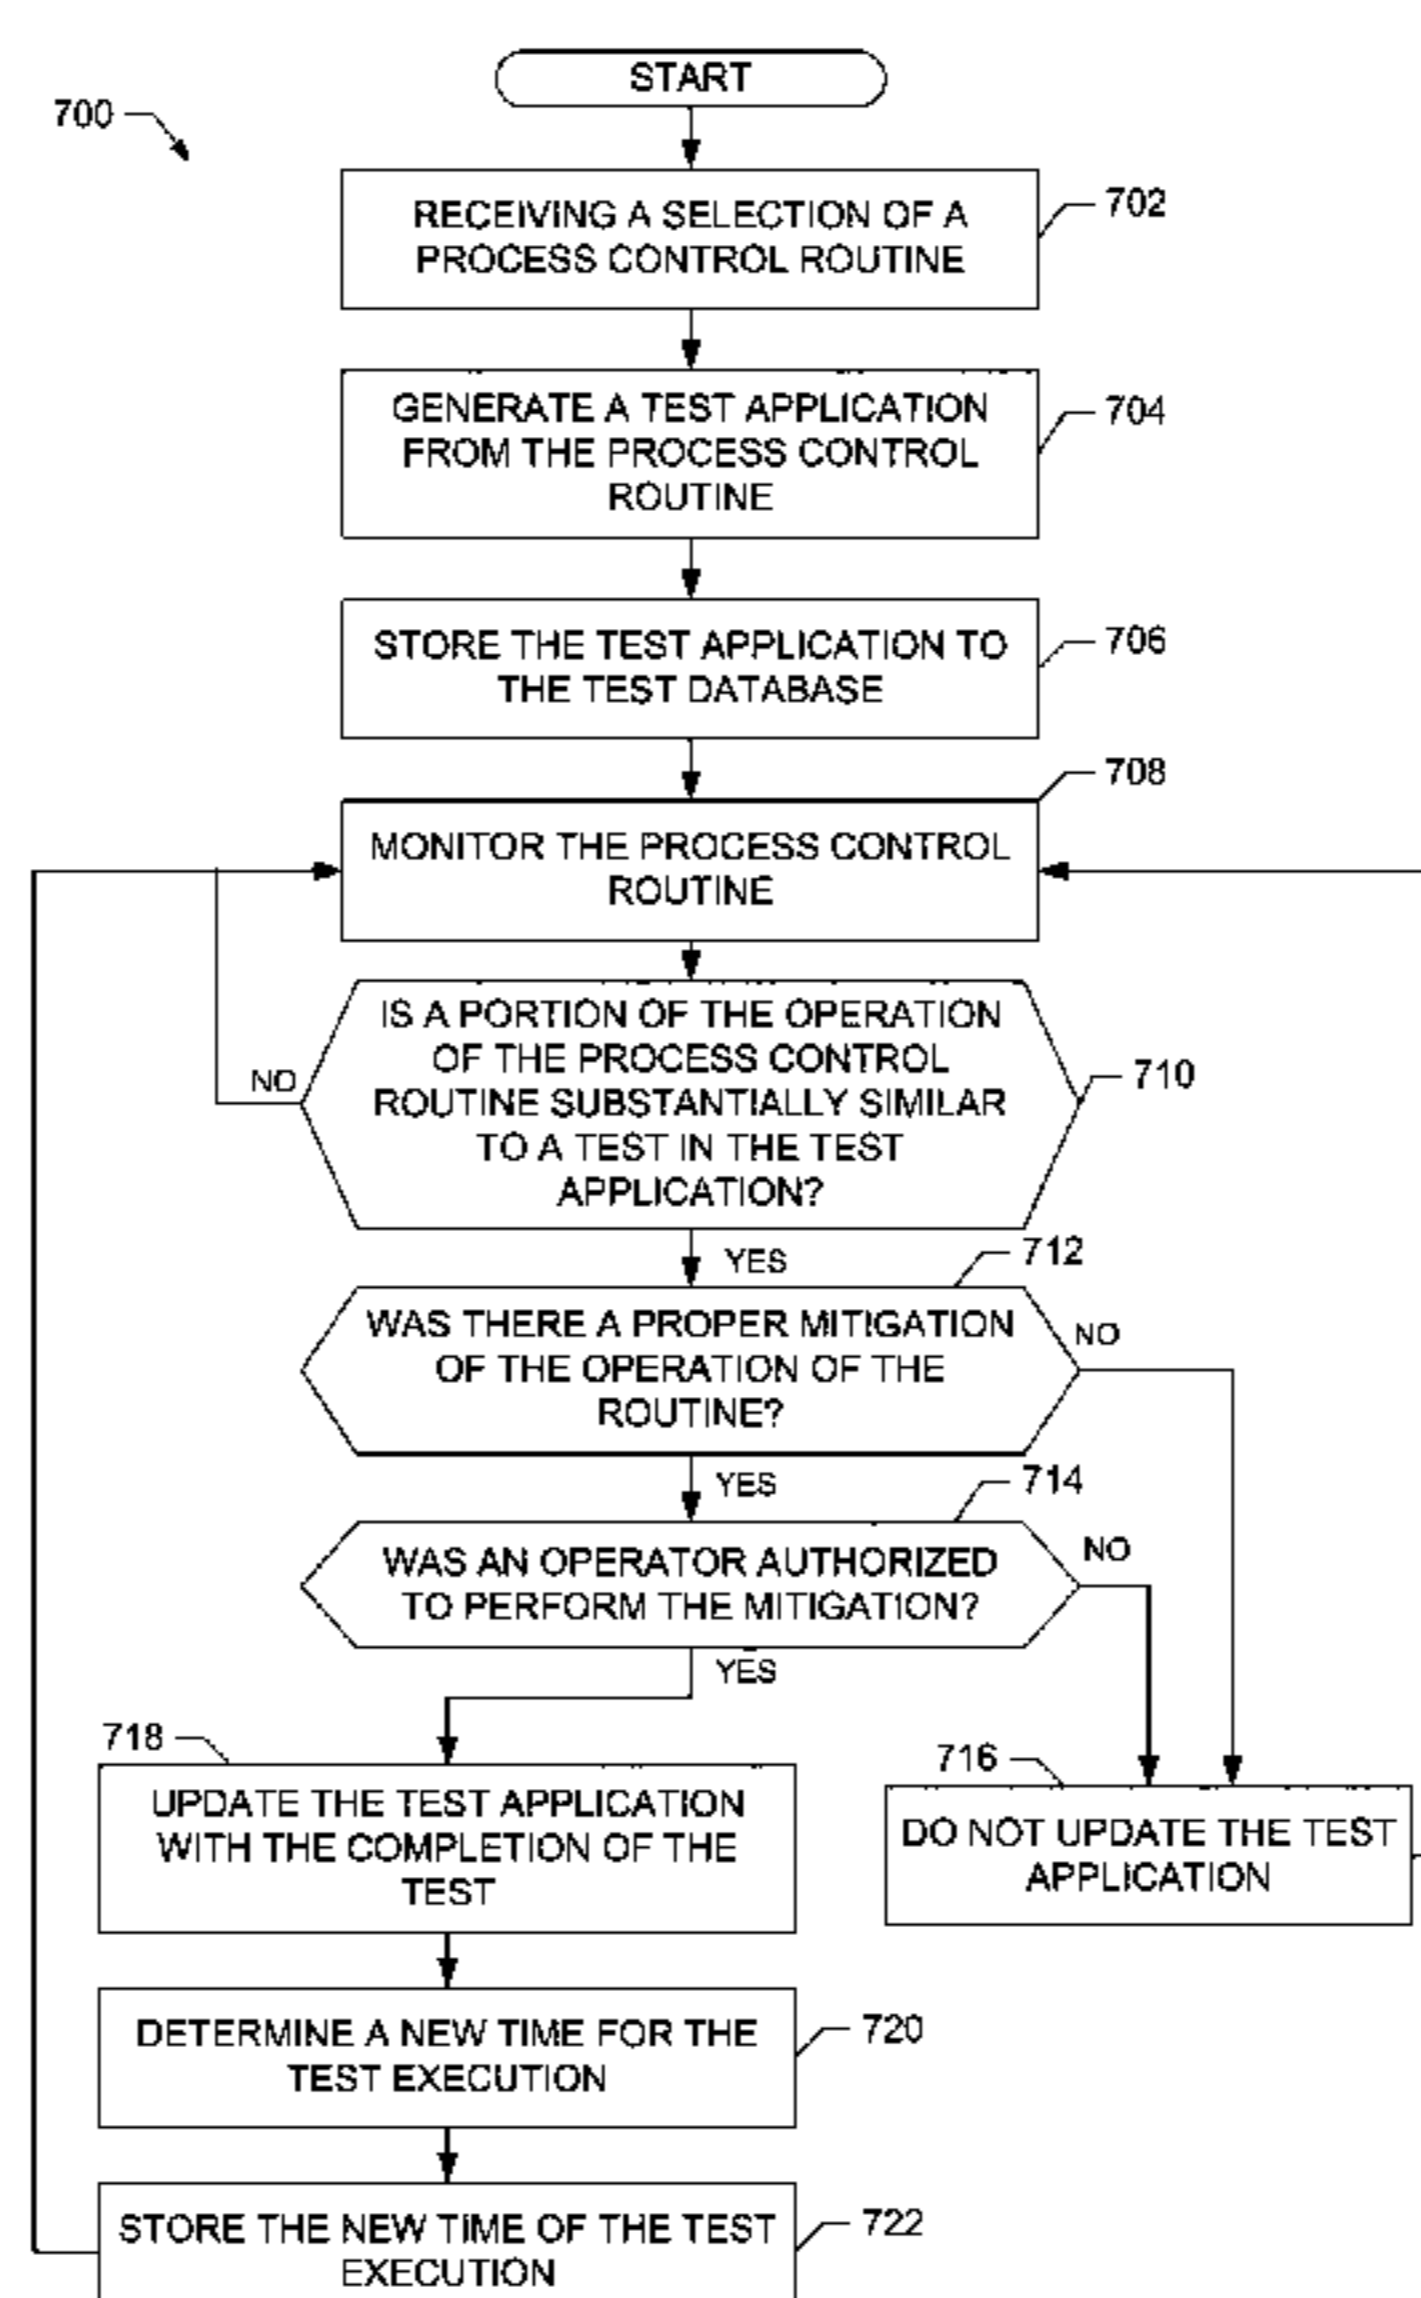 START
700
RECEIVING A SELECTION OF A
PROCESS CONTROL ROUTINE
702
GENERATE A TEST APPLICATION
FROM THE PROCESS CONTROL
ROUTINE
704
STORE THE TEST APPLICATION TO
THE TEST DATABASE
706
708
MONITOR THE PROCESS CONTROL
ROUTINE
IS A PORTION OF THE OPERATION
OF THE PROCESS CONTROL
ROUTINE SUBSTANTIALLY SIMILAR
TO A TEST IN THE TEST
APPLICATION?
NO
710
YES
712
WAS THERE A PROPER MITIGATION
OF THE OPERATION OF THE
ROUTINE?
NO
YES
714
WAS AN OPERATOR AUTHORIZED
TO PERFORM THE MITIGATION?
NO
YES
718
UPDATE THE TEST APPLICATION
WITH THE COMPLETION OF THE
TEST
716
DO NOT UPDATE THE TEST
APPLICATION
DETERMINE A NEW TIME FOR THE
TEST EXECUTION
720
STORE THE NEW TIME OF THE TEST
EXECUTION
722